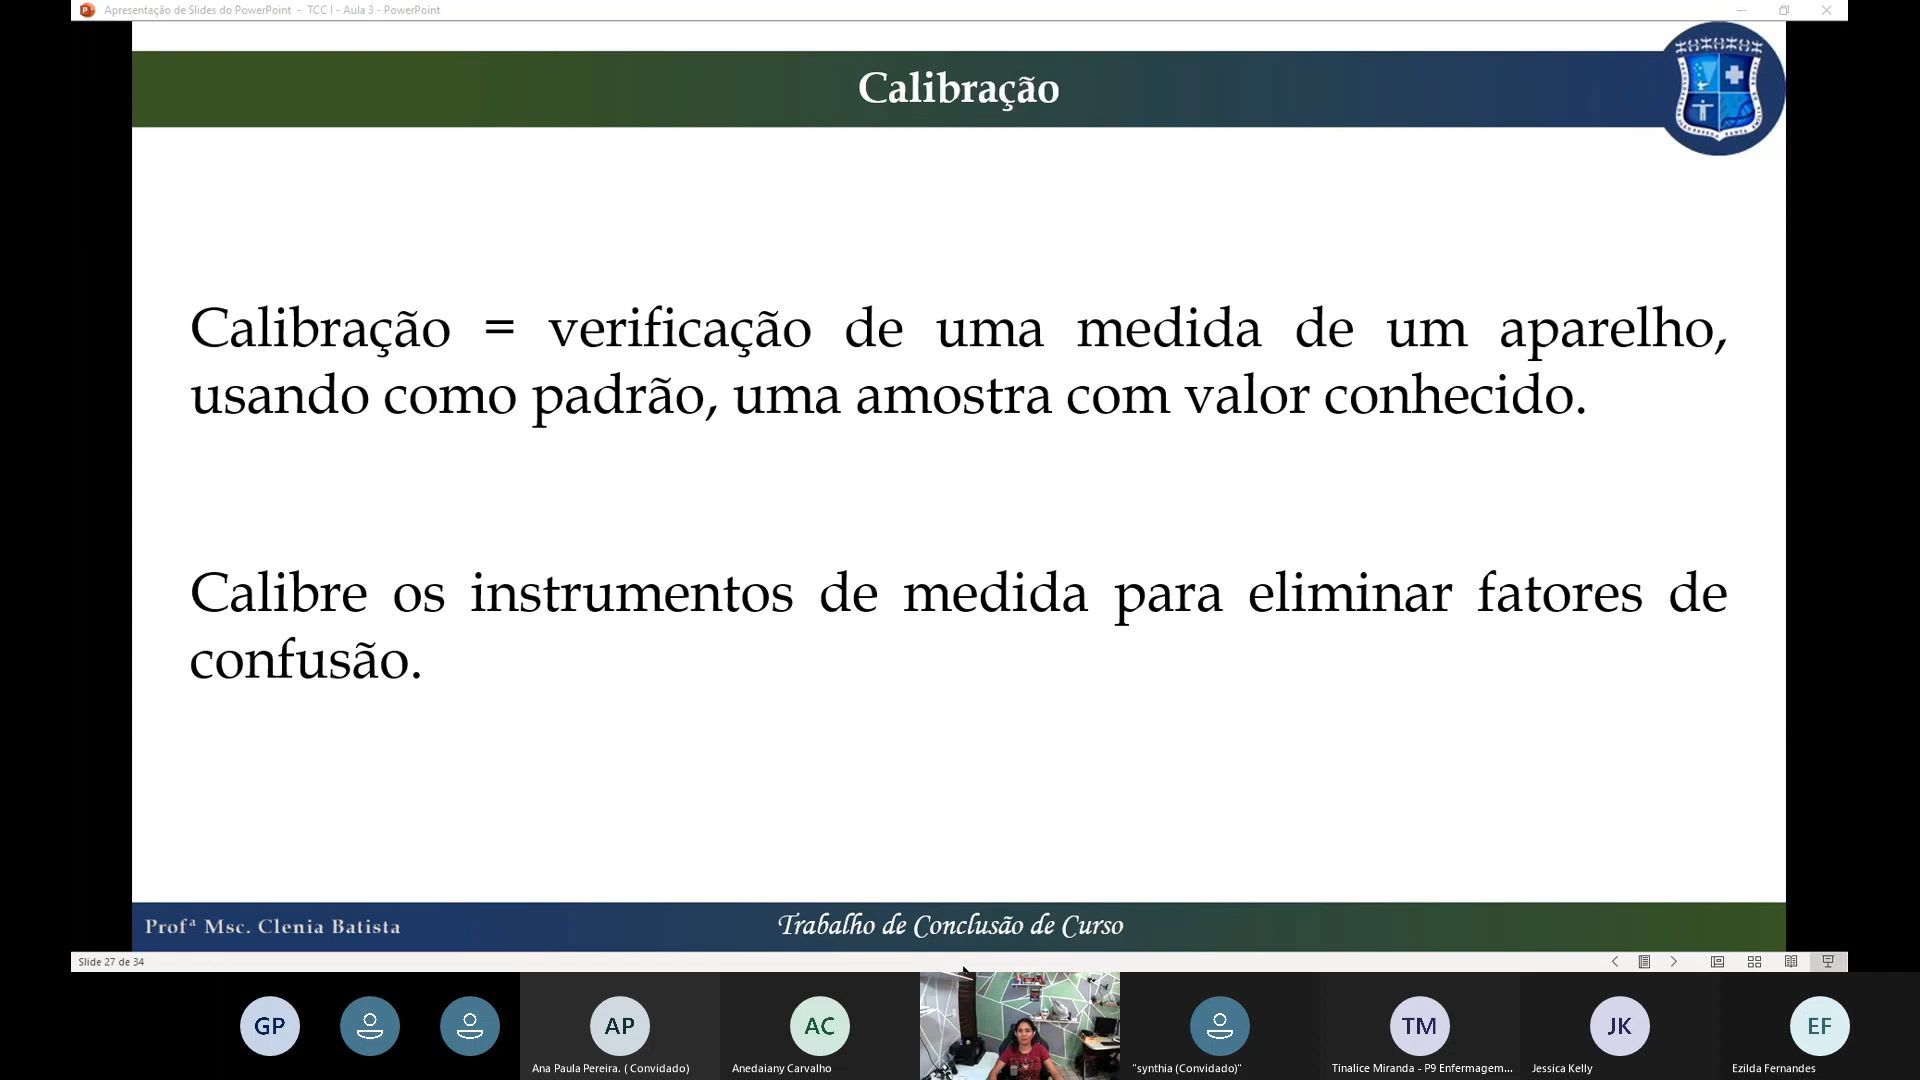 Apresentação de Slides do PowerPoint - TCC I - Aula 3 - PowerPoint
Calibração
Calibração = verificação de uma medida de um aparelho,
usando como padrão, uma amostra com valor conhecido.
Calibre os instrumentos de medida para eliminar fatores de
confusão.
Profª Msc. Clenia Batista
Trabalho de Conclusão de Curso
Slide 27 de 34
GP
AP
AC
TM
JK
EF
Ana Paula Pereira. ( Convidado)
Anedaiany Carvalho
"synthia (Convidado)"
Tinalice Miranda - P9 Enfermagem...
Jessica Kelly
Ezilda Fernandes